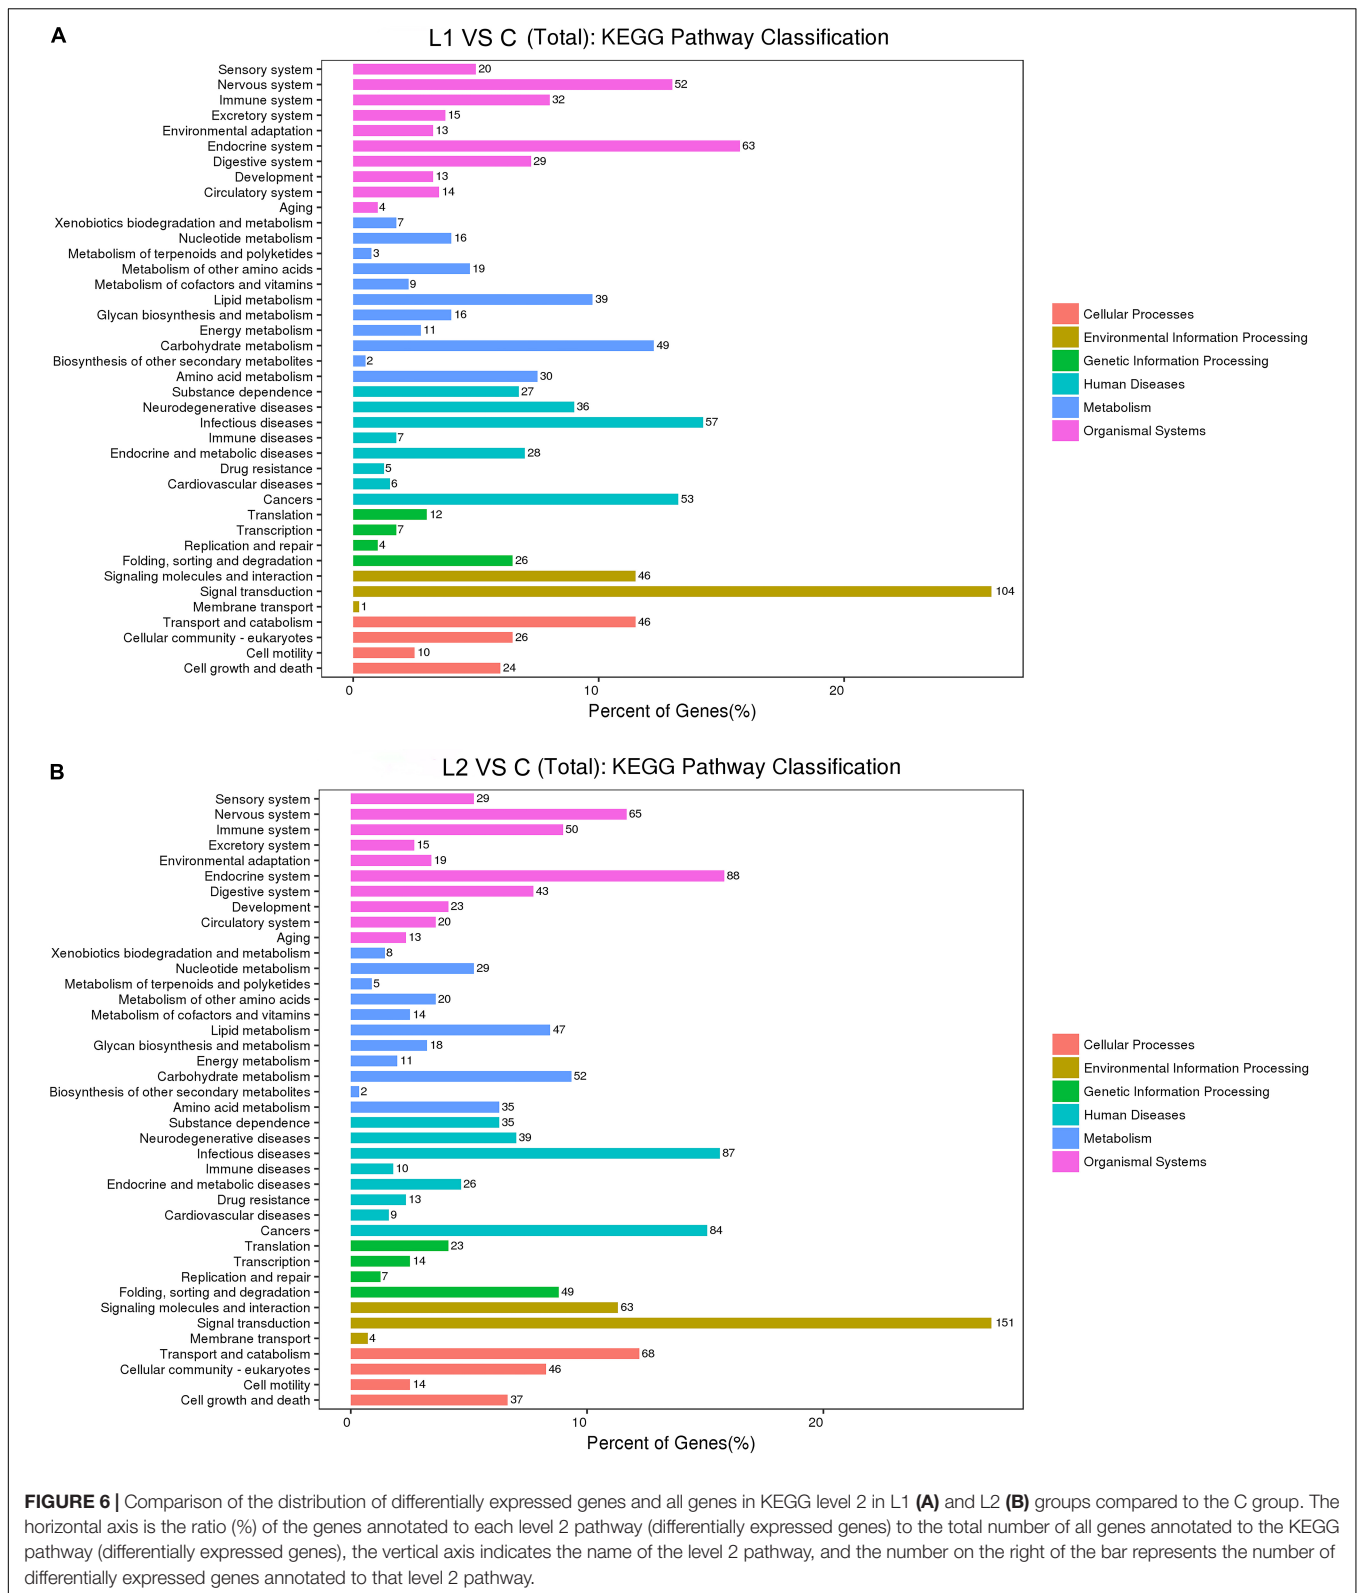 A
L1 VS C (Total): KEGG Pathway Classification
Sensory system 20
Nervous system 52
Immune system 32
Excretory system 15
Environmental adaptation 13
Endocrine system 63
Digestive system 29
Development 13
Circulatory system 14
Aging 4
Xenobiotics biodegradation and metabolism 7
Nucleotide metabolism 16
Metabolism of terpenoids and polyketides 3
Metabolism of other amino acids 19
Metabolism of cofactors and vitamins 9
Lipid metabolism 39
Glycan biosynthesis and metabolism 16
Energy metabolism 11
Carbohydrate metabolism 49
Biosynthesis of other secondary metabolites 2
Amino acid metabolism 30
Substance dependence 27
Neurodegenerative diseases 36
Infectious diseases 57
Immune diseases 7
Endocrine and metabolic diseases 28
Drug resistance 5
Cardiovascular diseases 6
Cancers 53
Translation 12
Transcription 7
Replication and repair 4
Folding, sorting and degradation 26
Signaling molecules and interaction 46
Signal transduction 104
Membrane transport 1
Transport and catabolism 46
Cellular community - eukaryotes 26
Cell motility 10
Cell growth and death 24
0 10 20
Percent of Genes(%)
Cellular Processes
Environmental Information Processing
Genetic Information Processing
Human Diseases
Metabolism
Organismal Systems
B
L2 VS C (Total): KEGG Pathway Classification
Sensory system 29
Nervous system 65
Immune system 50
Excretory system 15
Environmental adaptation 19
Endocrine system 88
Digestive system 43
Development 23
Circulatory system 20
Aging 13
Xenobiotics biodegradation and metabolism 8
Nucleotide metabolism 29
Metabolism of terpenoids and polyketides 5
Metabolism of other amino acids 20
Metabolism of cofactors and vitamins 14
Lipid metabolism 47
Glycan biosynthesis and metabolism 18
Energy metabolism 11
Carbohydrate metabolism 52
Biosynthesis of other secondary metabolites 2
Amino acid metabolism 35
Substance dependence 35
Neurodegenerative diseases 39
Infectious diseases 87
Immune diseases 10
Endocrine and metabolic diseases 26
Drug resistance 13
Cardiovascular diseases 9
Cancers 84
Translation 23
Transcription 14
Replication and repair 7
Folding, sorting and degradation 49
Signaling molecules and interaction 63
Signal transduction 151
Membrane transport 4
Transport and catabolism 68
Cellular community - eukaryotes 46
Cell motility 14
Cell growth and death 37
0 10 20
Percent of Genes(%)
Cellular Processes
Environmental Information Processing
Genetic Information Processing
Human Diseases
Metabolism
Organismal Systems
FIGURE 6 | Comparison of the distribution of differentially expressed genes and all genes in KEGG level 2 in L1 (A) and L2 (B) groups compared to the C group. The
horizontal axis is the ratio (%) of the genes annotated to each level 2 pathway (differentially expressed genes) to the total number of all genes annotated to the KEGG
pathway (differentially expressed genes), the vertical axis indicates the name of the level 2 pathway, and the number on the right of the bar represents the number of
differentially expressed genes annotated to that level 2 pathway.